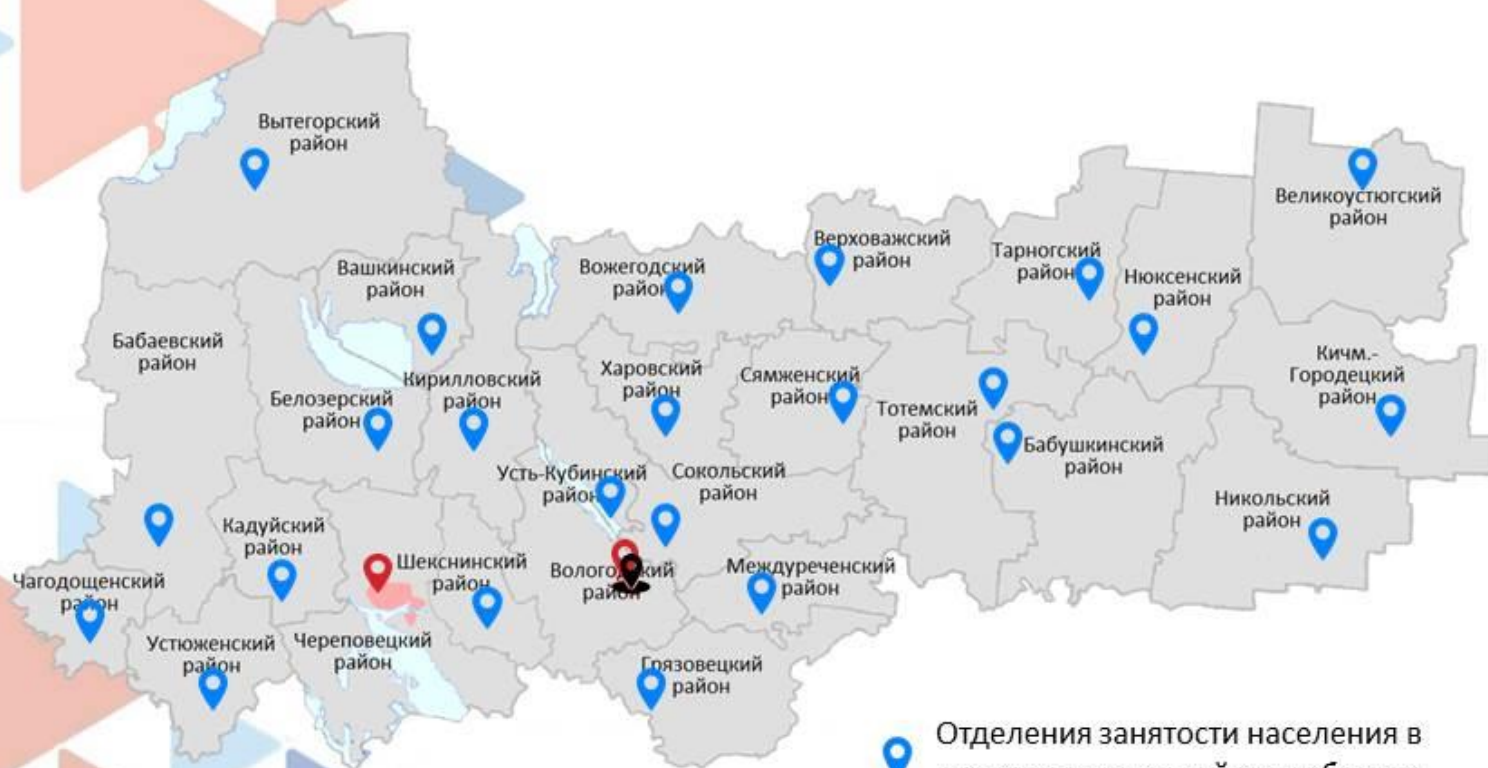 Вытегорский
район
Великоустюгский
район
Верховажский
район
Тарногский
район
Нюксенский
район
Вашкинский
район
Вожегодский
район
Бабаевский
район
Белозерский
район
Кирилловский
район
Харовский
район
Сямженский
район
Тотемский
район
Бабушкинский
район
Кичм.-
Городецкий
район
Никольский
район
Усть-Кубинский
район
Сокольский
район
Кадуйский
район
Шекснинский
район
Вологодский
район
Междуреченский
район
Чагодощенский
район
Устюженский
район
Череповецкий
район
Грязовецкий
район
Отделения занятости населения в